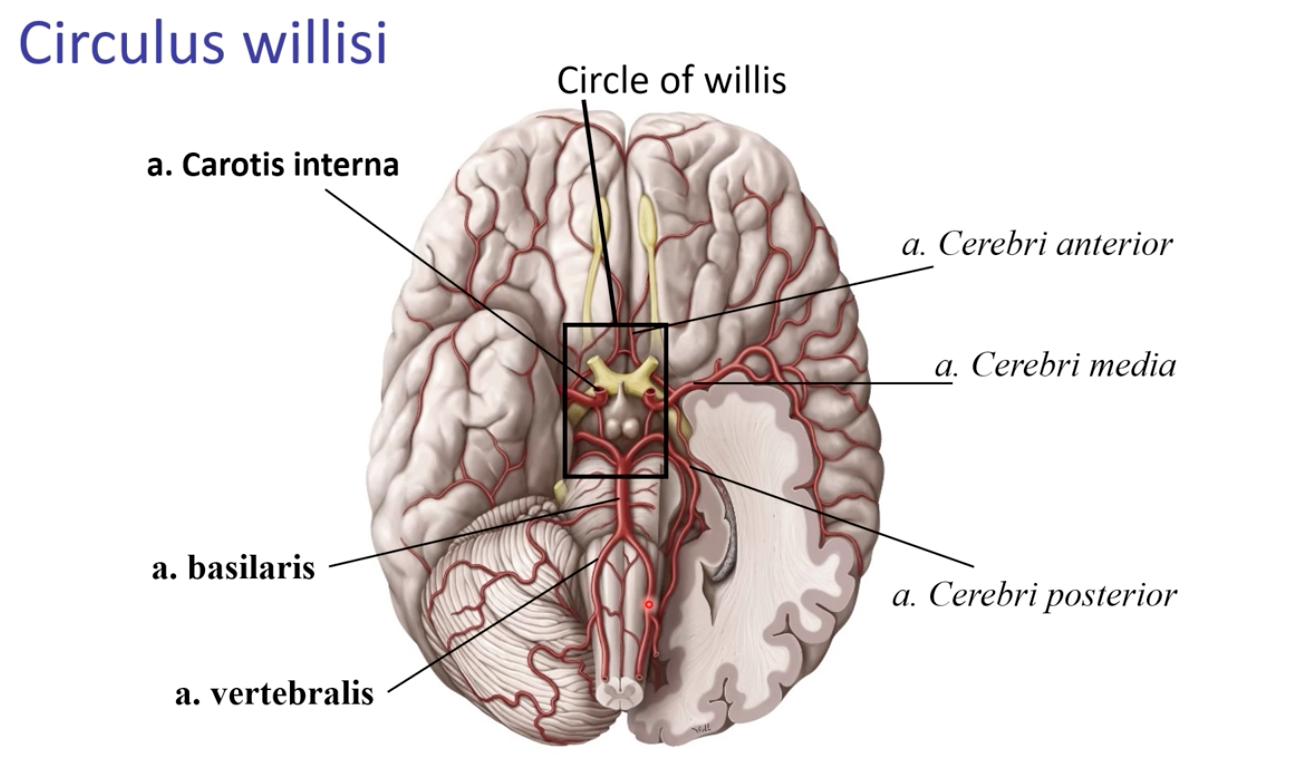 Circulus willisi
Circle of willis
a. Carotis interna
a. Cerebri anterior
a. Cerebri media
a. basilaris
a. Cerebri posterior
a. vertebralis